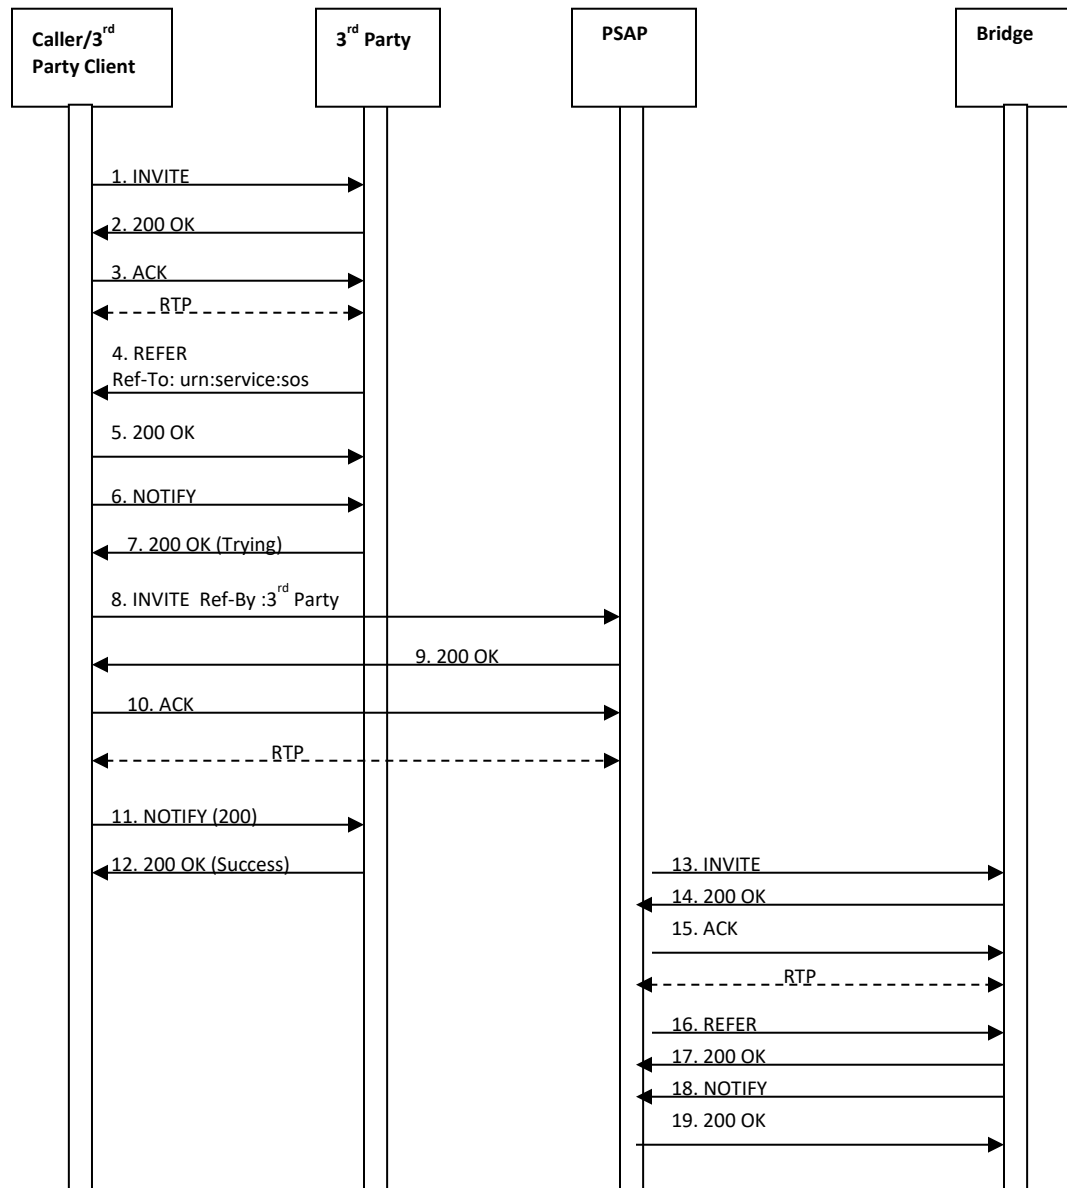 Caller/3rd
Party Client
3rd Party
PSAP
Bridge
1. INVITE
2. 200 OK
3. ACK
RTP
4. REFER
Ref-To: urn:service:sos
5. 200 OK
6. NOTIFY
7. 200 OK (Trying)
8. INVITE  Ref-By :3rd Party
9. 200 OK
10. ACK
RTP
11. NOTIFY (200)
12. 200 OK (Success)
13. INVITE
14. 200 OK
15. ACK
RTP
16. REFER
17. 200 OK
18. NOTIFY
19. 200 OK